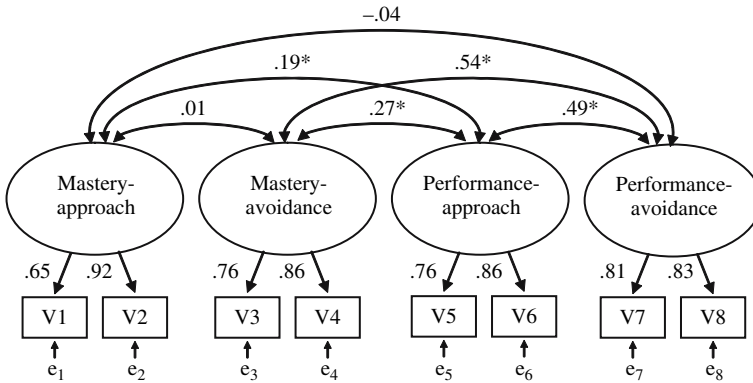 –.04
.19* .54*
.01 .27* .49*
Mastery- Mastery- Performance- Performance-
approach avoidance approach avoidance
.65 .92 .76 .86 .76 .86 .81 .83
V1 V2 V3 V4 V5 V6 V7 V8
e1 e2 e3 e4 e5 e6 e7 e8